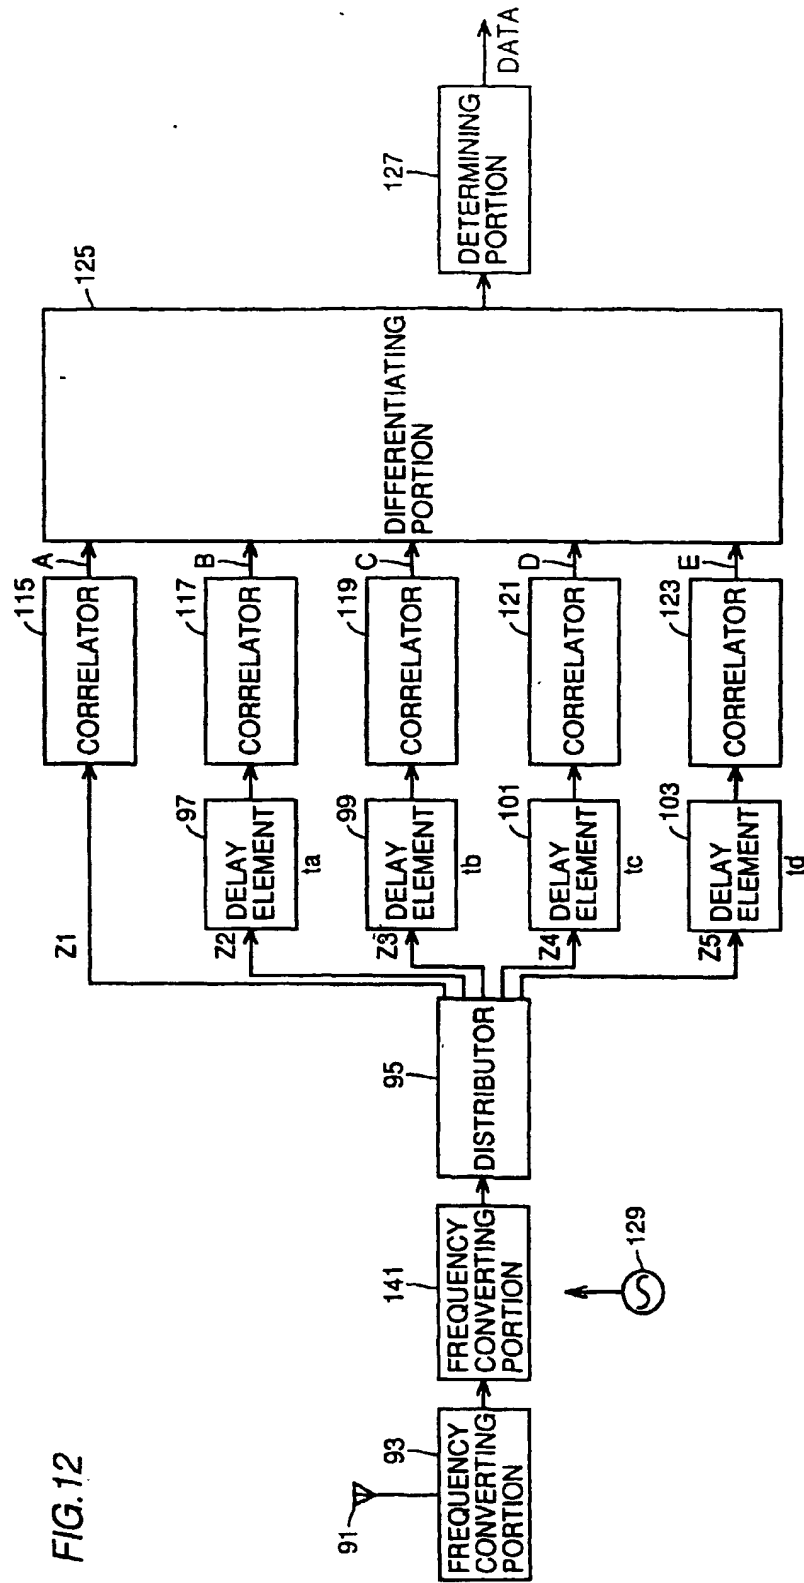 FIG.12
91
93
FREQUENCY
CONVERTING
PORTION
141
FREQUENCY
CONVERTING
PORTION
129
95
DISTRIBUTOR
Z1
Z2
Z3
Z4
Z5
97
DELAY
ELEMENT
ta
99
DELAY
ELEMENT
tb
101
DELAY
ELEMENT
tc
103
DELAY
ELEMENT
td
115
CORRELATOR
A
117
CORRELATOR
B
119
CORRELATOR
C
121
CORRELATOR
D
123
CORRELATOR
E
125
DIFFERENTIATING
PORTION
127
DETERMINING
PORTION
DATA